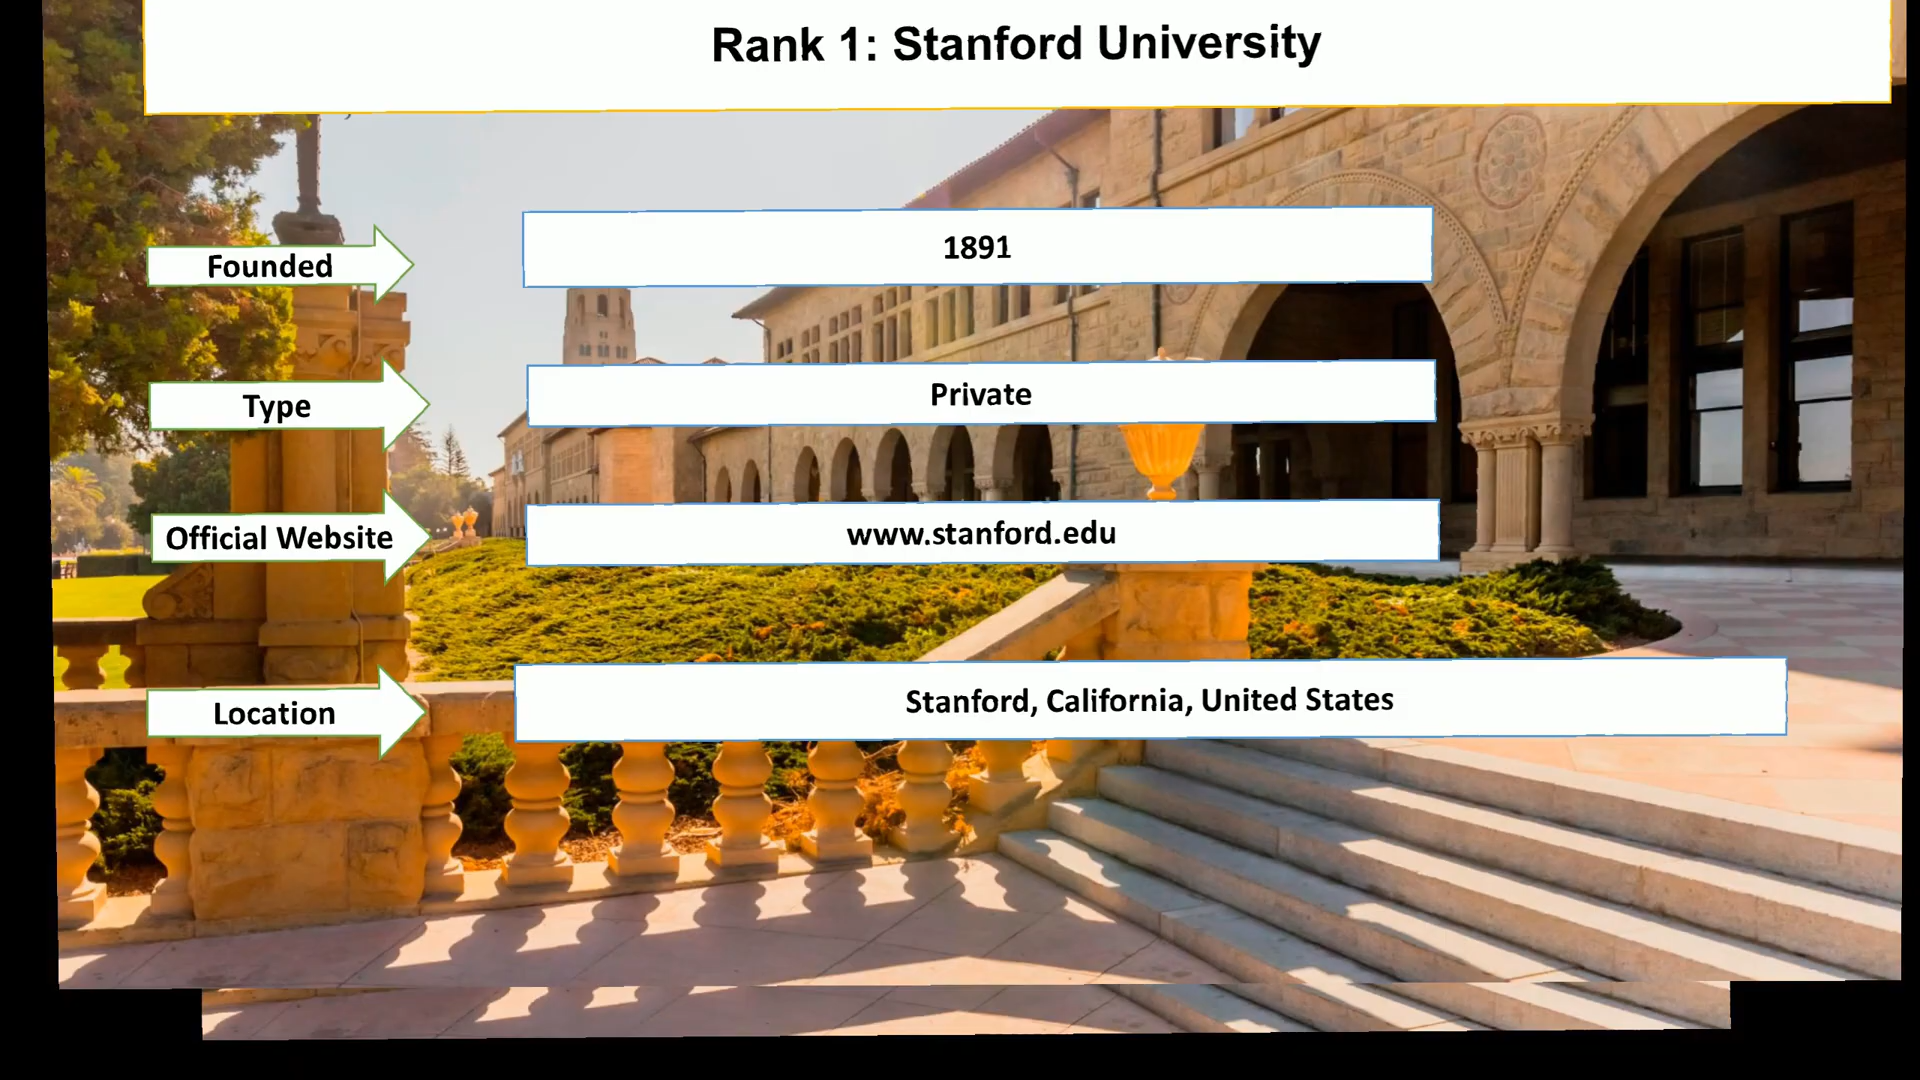 Rank 1: Stanford University
Founded
1891
Type
Private
Official Website
www.stanford.edu
Location
Stanford, California, United States